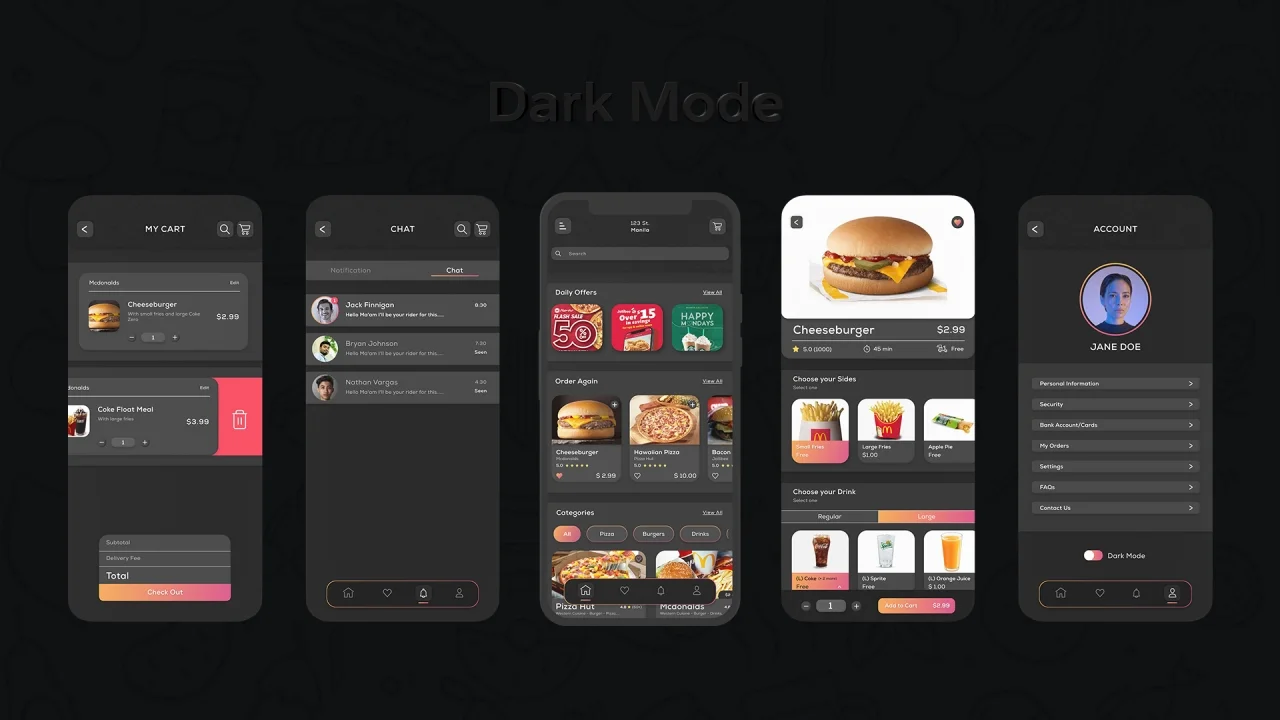 Dark Mode
MY CART
Mcdonalds
Edit
Cheeseburger
With small fries and large Coke
Zero
$2.99
1
donalds
Edit
Coke Float Meal
With large fries
$3.99
1
Subtotal
Delivery Fee
Total
Check Out
CHAT
Notification
Chat
Jack Finnigan
8:30
Hello Ma'am I'll be your rider for this.....
Bryan Johnson
7:30
Hello Ma'am I'll be your rider for this.....
Seen
Nathan Vargas
4:30
Hello Ma'am I'll be your rider for this.....
Seen
123 St.
Manila
Search
Daily Offers
View All
FLASH SALE
50%
Over $15
in savings
HAPPY
MONDAYS
Order Again
View All
Cheeseburger
Mcdonalds
5.0
$ 2.99
Hawaiian Pizza
Pizza Hut
5.0
$ 10.00
Bacon
Jollibee
5.0
Categories
View All
All
Pizza
Burgers
Drinks
Pizza Hut
Western Cuisine - Burger - Pizza...
Mcdonalds
Cheeseburger
$2.99
5.0 (1000)
45 min
Free
Choose your Sides
Select one
Small Fries
Free
Large Fries
$1.00
Apple Pie
Free
Choose your Drink
Select one
Regular
Large
(L) Coke
Free
(L) Sprite
Free
(L) Orange Juice
$ 1.00
1
Add to Cart
$2.99
ACCOUNT
JANE DOE
Personal Information
Security
Bank Account/Cards
My Orders
Settings
FAQs
Contact Us
Dark Mode